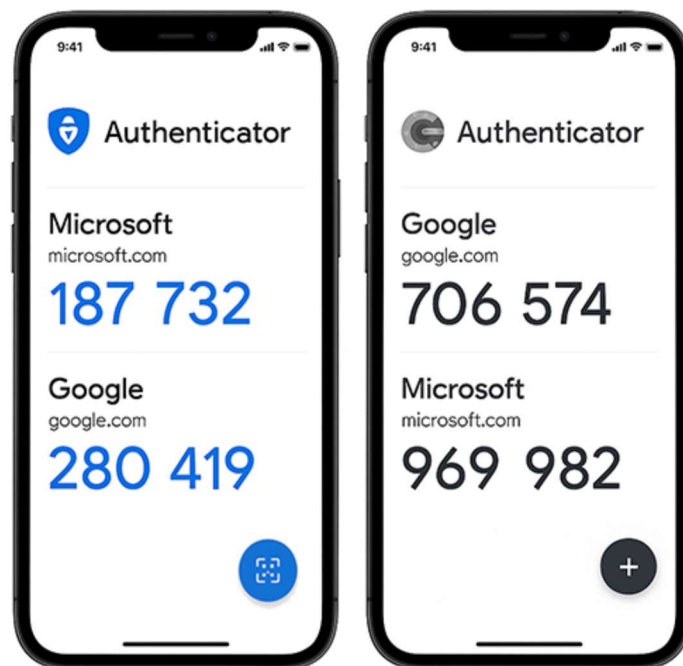 9:41
Authenticator
Microsoft
microsoft.com
187 732
Google
google.com
280 419
9:41
Authenticator
Google
google.com
706 574
Microsoft
microsoft.com
969 982